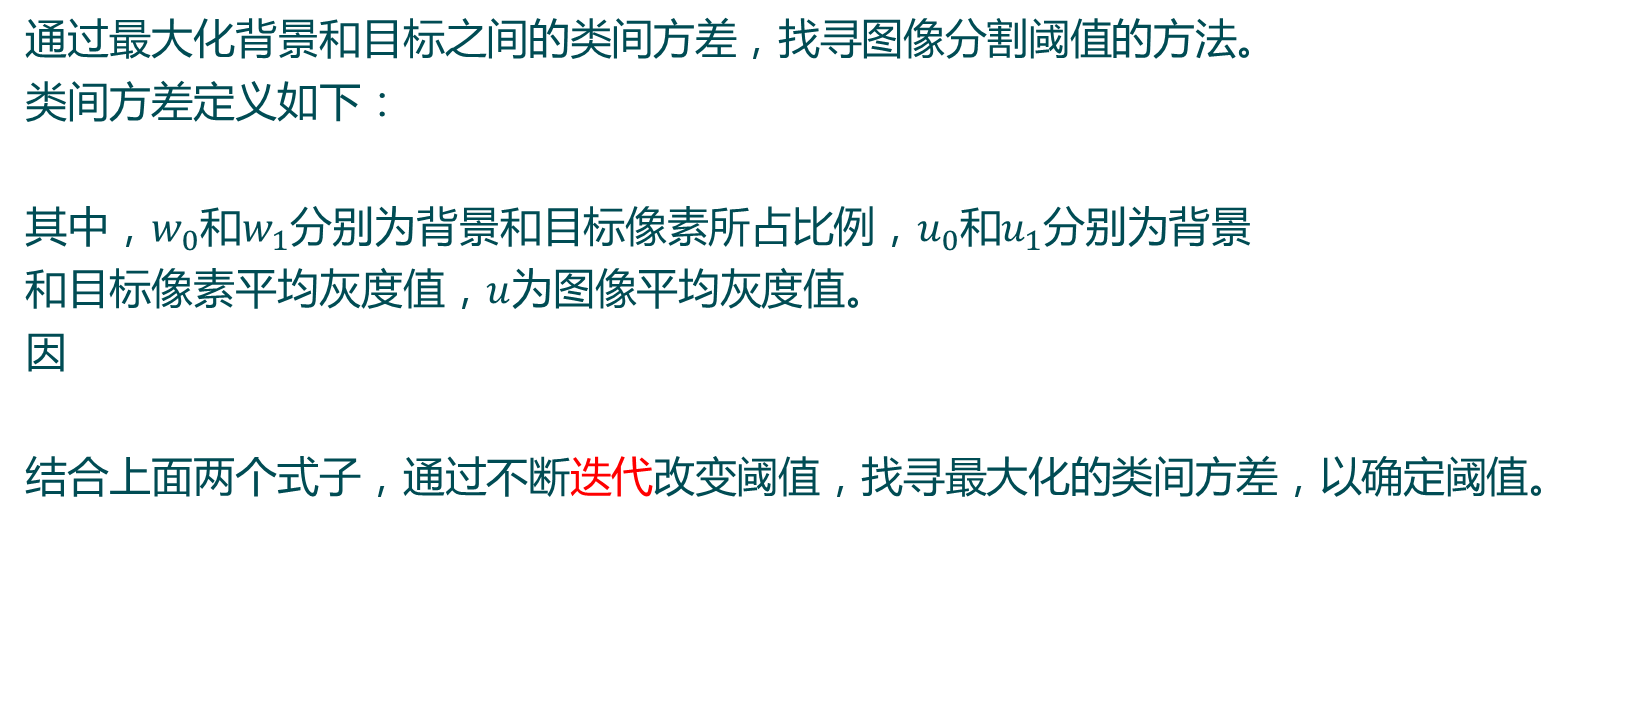 通过最大化背景和目标之间的类间方差，找寻图像分割阈值的方法。
类间方差定义如下：
其中，w₀和w₁分别为背景和目标像素所占比例，u₀和u₁分别为背景
和目标像素平均灰度值，u为图像平均灰度值。
因
结合上面两个式子，通过不断迭代改变阈值，找寻最大化的类间方差，以确定阈值。